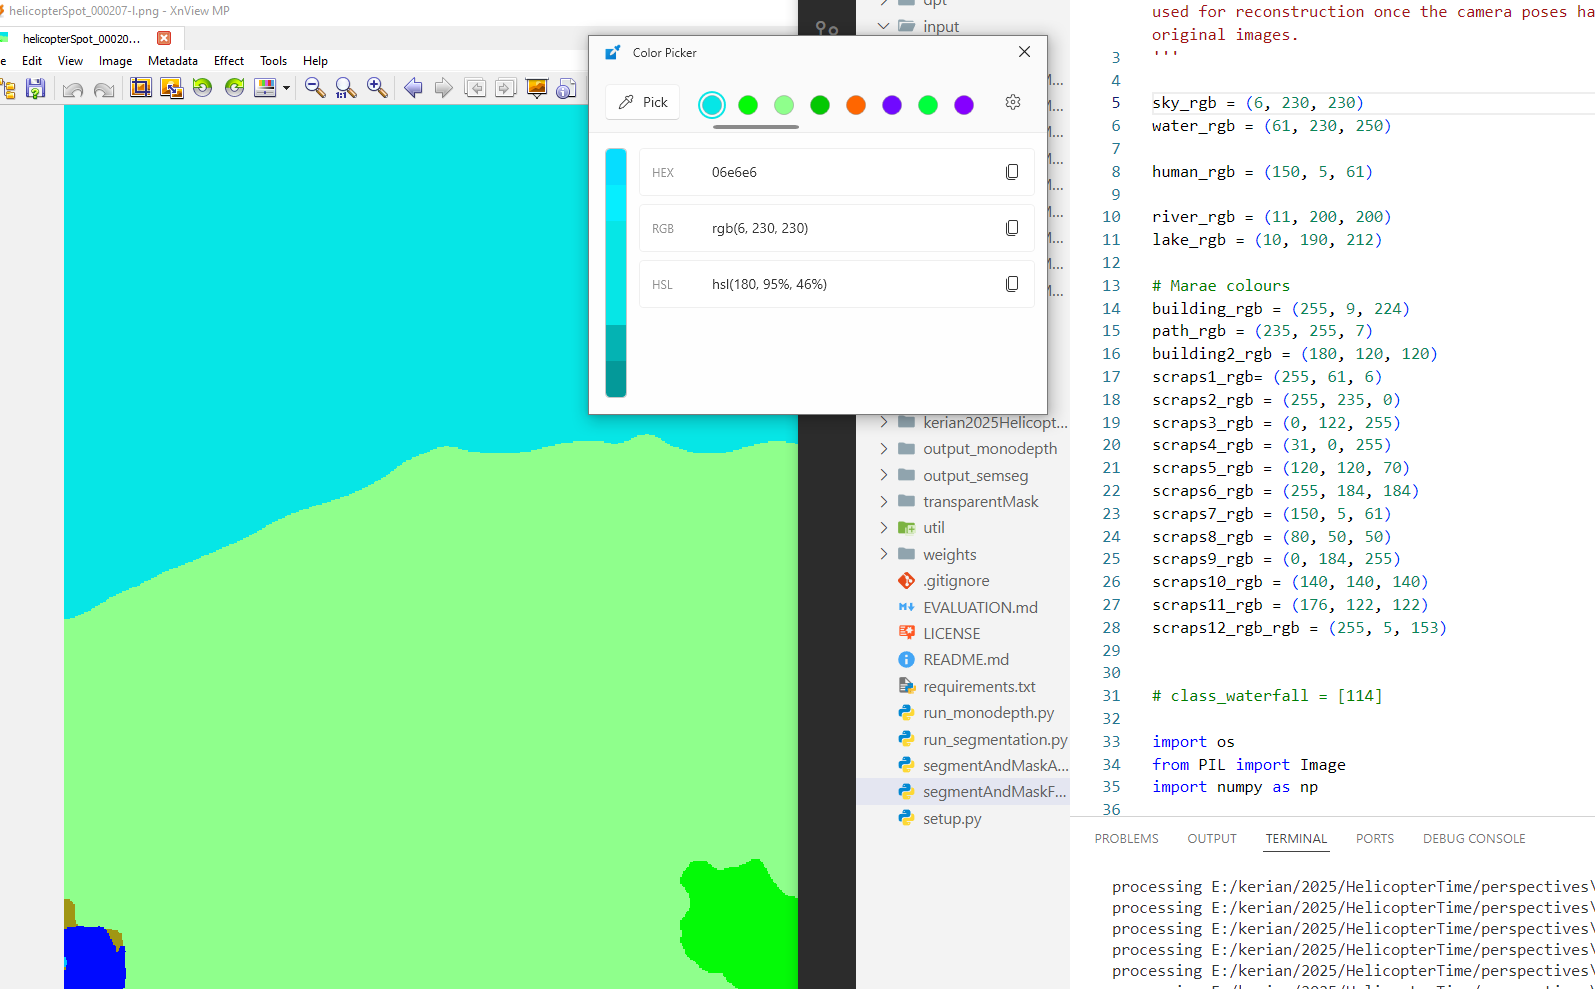 helicopterSpot_000207-I.png - XnView MP
helicopterSpot_00020...
Edit View Image Metadata Effect Tools Help
1:1
Color Picker
Pick
HEX 06e6e6
RGB rgb(6, 230, 230)
HSL hsl(180, 95%, 46%)
input
M...
M...
M...
M...
M...
M...
M...
M...
M...
kerian2025Helicopt...
output_monodepth
output_semseg
transparentMask
util
weights
.gitignore
EVALUATION.md
LICENSE
README.md
requirements.txt
run_monodepth.py
run_segmentation.py
segmentAndMaskA...
segmentAndMaskF...
setup.py
used for reconstruction once the camera poses ha
original images.
3 '''
4
5 sky_rgb = (6, 230, 230)
6 water_rgb = (61, 230, 250)
7
8 human_rgb = (150, 5, 61)
9
10 river_rgb = (11, 200, 200)
11 lake_rgb = (10, 190, 212)
12
13 # Marae colours
14 building_rgb = (255, 9, 224)
15 path_rgb = (235, 255, 7)
16 building2_rgb = (180, 120, 120)
17 scraps1_rgb= (255, 61, 6)
18 scraps2_rgb = (255, 235, 0)
19 scraps3_rgb = (0, 122, 255)
20 scraps4_rgb = (31, 0, 255)
21 scraps5_rgb = (120, 120, 70)
22 scraps6_rgb = (255, 184, 184)
23 scraps7_rgb = (150, 5, 61)
24 scraps8_rgb = (80, 50, 50)
25 scraps9_rgb = (0, 184, 255)
26 scraps10_rgb = (140, 140, 140)
27 scraps11_rgb = (176, 122, 122)
28 scraps12_rgb_rgb = (255, 5, 153)
29
30
31 # class_waterfall = [114]
32
33 import os
34 from PIL import Image
35 import numpy as np
36
PROBLEMS OUTPUT TERMINAL PORTS DEBUG CONSOLE
processing E:/kerian/2025/HelicopterTime/perspectives\
processing E:/kerian/2025/HelicopterTime/perspectives\
processing E:/kerian/2025/HelicopterTime/perspectives\
processing E:/kerian/2025/HelicopterTime/perspectives\
processing E:/kerian/2025/HelicopterTime/perspectives\